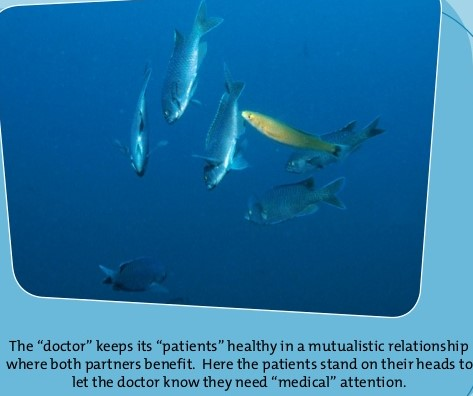 The “doctor” keeps its “patients” healthy in a mutualistic relationship
where both partners benefit.  Here the patients stand on their heads to
let the doctor know they need “medical” attention.